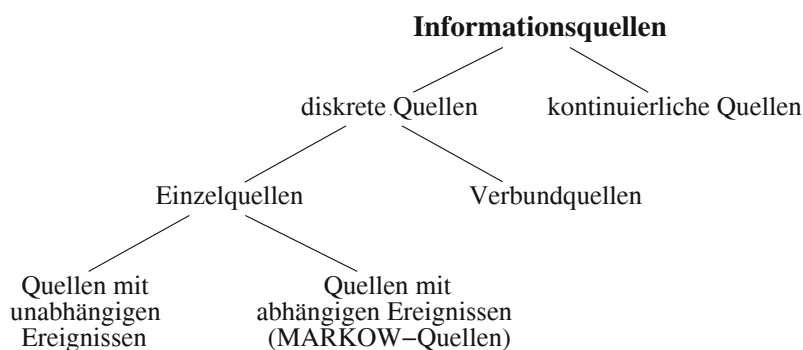 Informationsquellen
diskrete Quellen
kontinuierliche Quellen
Einzelquellen
Verbundquellen
Quellen mit
unabhängigen
Ereignissen
Quellen mit
abhängigen Ereignissen
(MARKOW−Quellen)